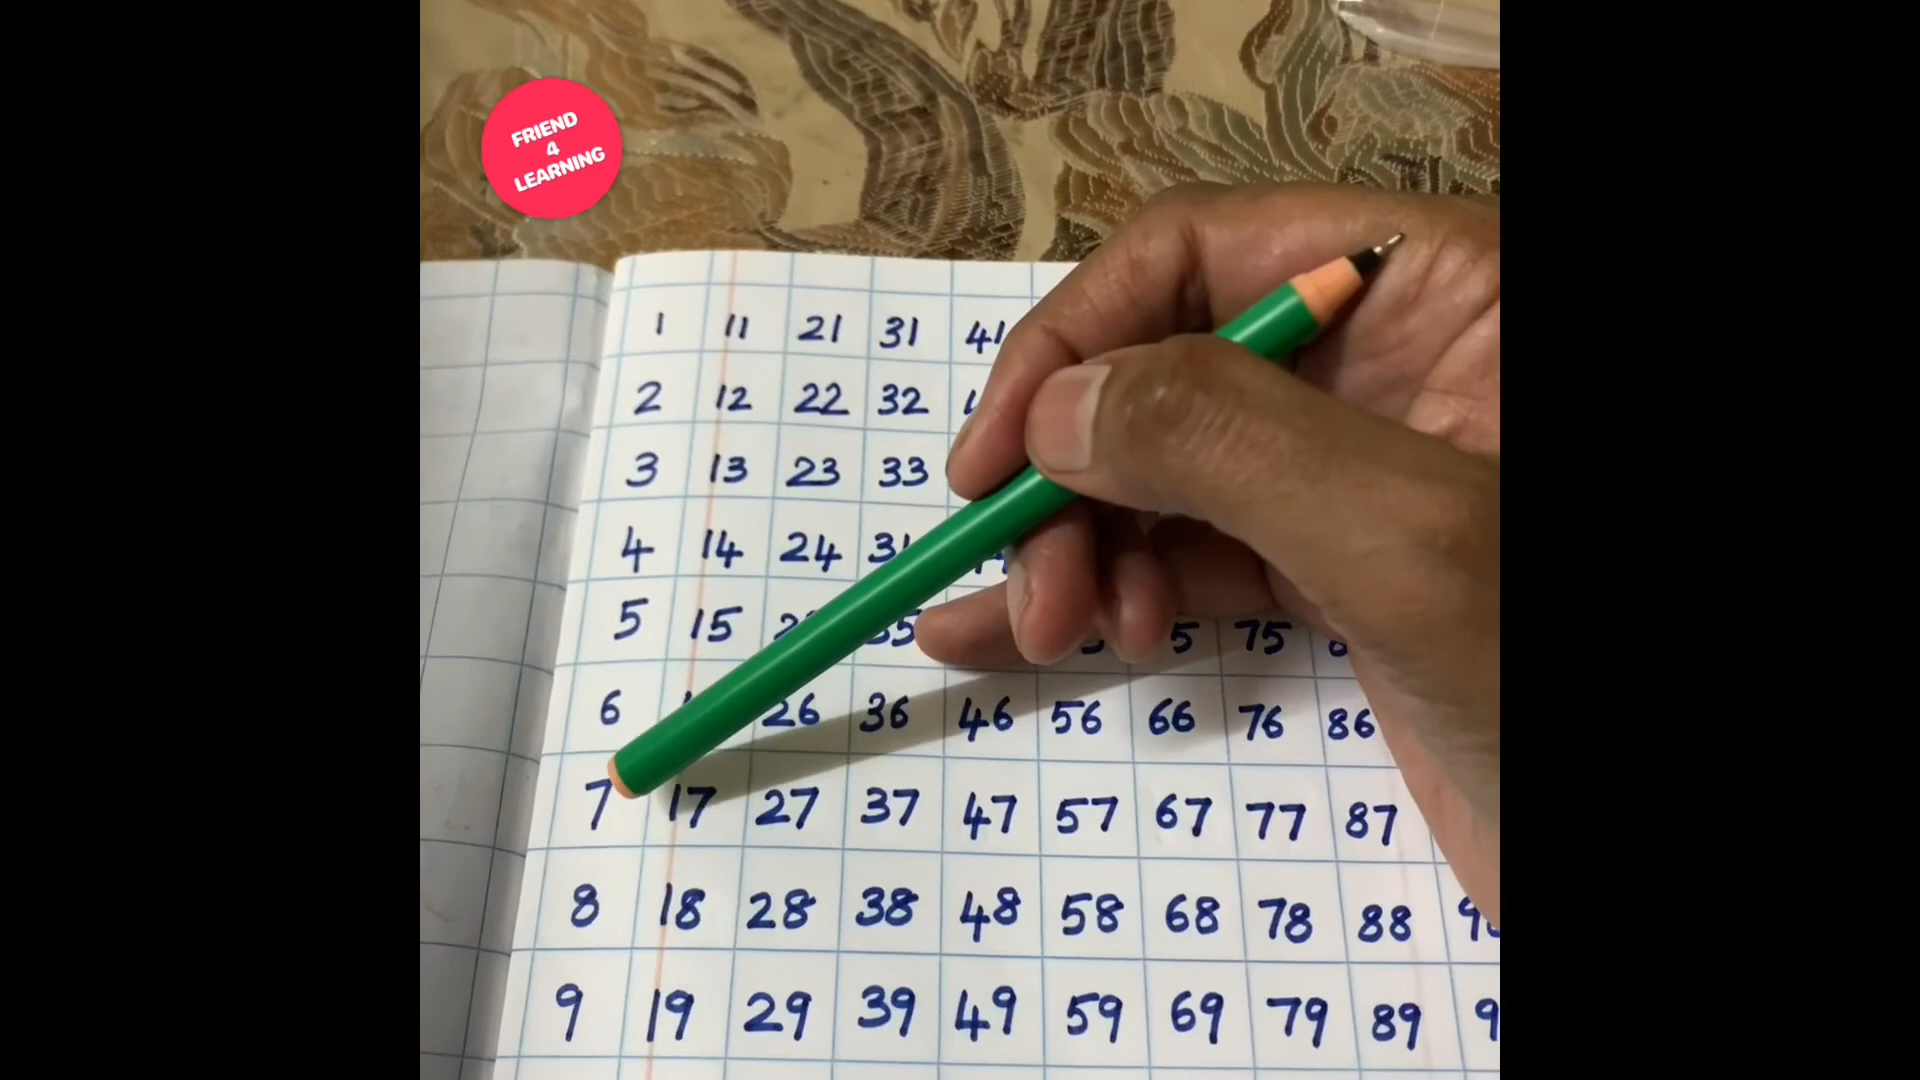 FRIEND
4
LEARNING
1 11 21 31 41
2 12 22 32
3 13 23 33
4 14 24
5 15 75
6 26 36 46 56 66 76 86
7 17 27 37 47 57 67 77 87
8 18 28 38 48 58 68 78 88
9 19 29 39 49 59 69 79 89